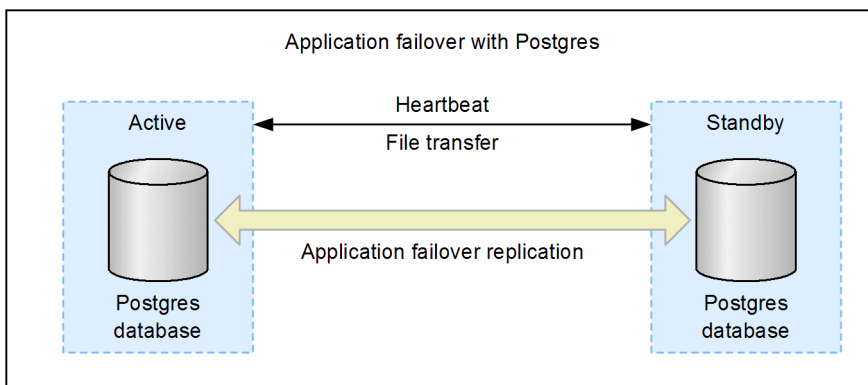 Application failover with Postgres
Heartbeat
Active
Standby
File transfer
Application failover replication
Postgres
database
Postgres
database